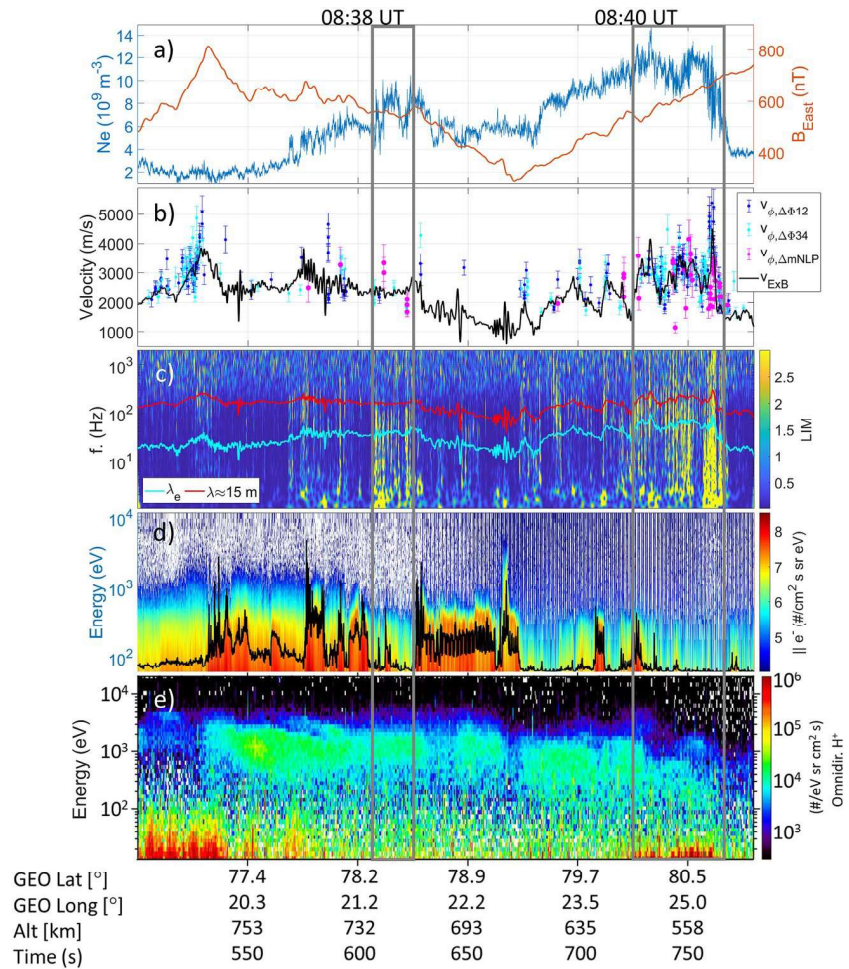 08:38 UT 08:40 UT
a)
14
12
10
8
6
4
2
Ne (10⁹ m⁻³)
800
600
400
B_East (nT)
b)
5000
4000
3000
2000
1000
Velocity (m/s)
v_ϕ,ΔΦ12
v_ϕ,ΔΦ34
v_ϕ,ΔmNLP
v_ExB
c)
10³
10²
10¹
f. (Hz)
λ_e λ≈15 m
2.5
2
1.5
1
0.5
LIM
d)
10⁴
10³
10²
Energy (eV)
8
7
6
5
|| e⁻ (#/cm² s sr eV)
e)
10⁴
10³
10²
Energy (eV)
10⁶
10⁵
10⁴
10³
(#/eV sr cm² s)
Omnidir. H⁺
GEO Lat [°] 77.4 78.2 78.9 79.7 80.5
GEO Long [°] 20.3 21.2 22.2 23.5 25.0
Alt [km] 753 732 693 635 558
Time (s) 550 600 650 700 750